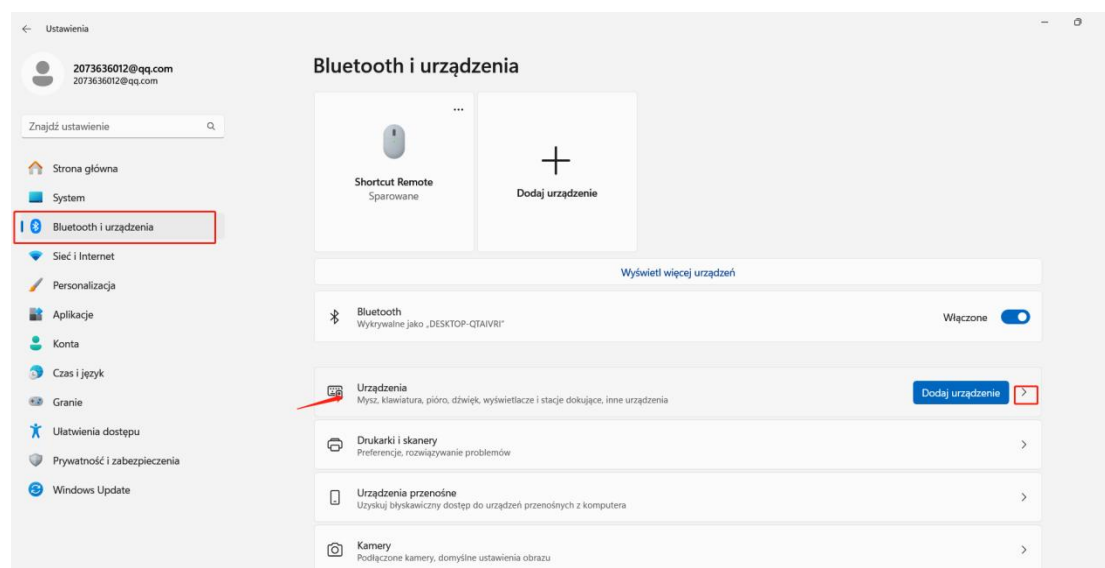 Ustawienia
2073636012@qq.com
2073636012@qq.com
Znajdź ustawienie
Strona główna
System
Bluetooth i urządzenia
Sieć i Internet
Personalizacja
Aplikacje
Konta
Czas i język
Granie
Ułatwienia dostępu
Prywatność i zabezpieczenia
Windows Update
Bluetooth i urządzenia
Shortcut Remote
Sparowane
Dodaj urządzenie
Wyświetl więcej urządzeń
Bluetooth
Wykrywalne jako „DESKTOP-QTAIVRI”
Włączone
Urządzenia
Mysz, klawiatura, pióro, dźwięk, wyświetlacze i stacje dokujące, inne urządzenia
Dodaj urządzenie
Drukarki i skanery
Preferencje, rozwiązywanie problemów
Urządzenia przenośne
Uzyskuj błyskawiczny dostęp do urządzeń przenośnych z komputera
Kamery
Podłączone kamery, domyślne ustawienia obrazu